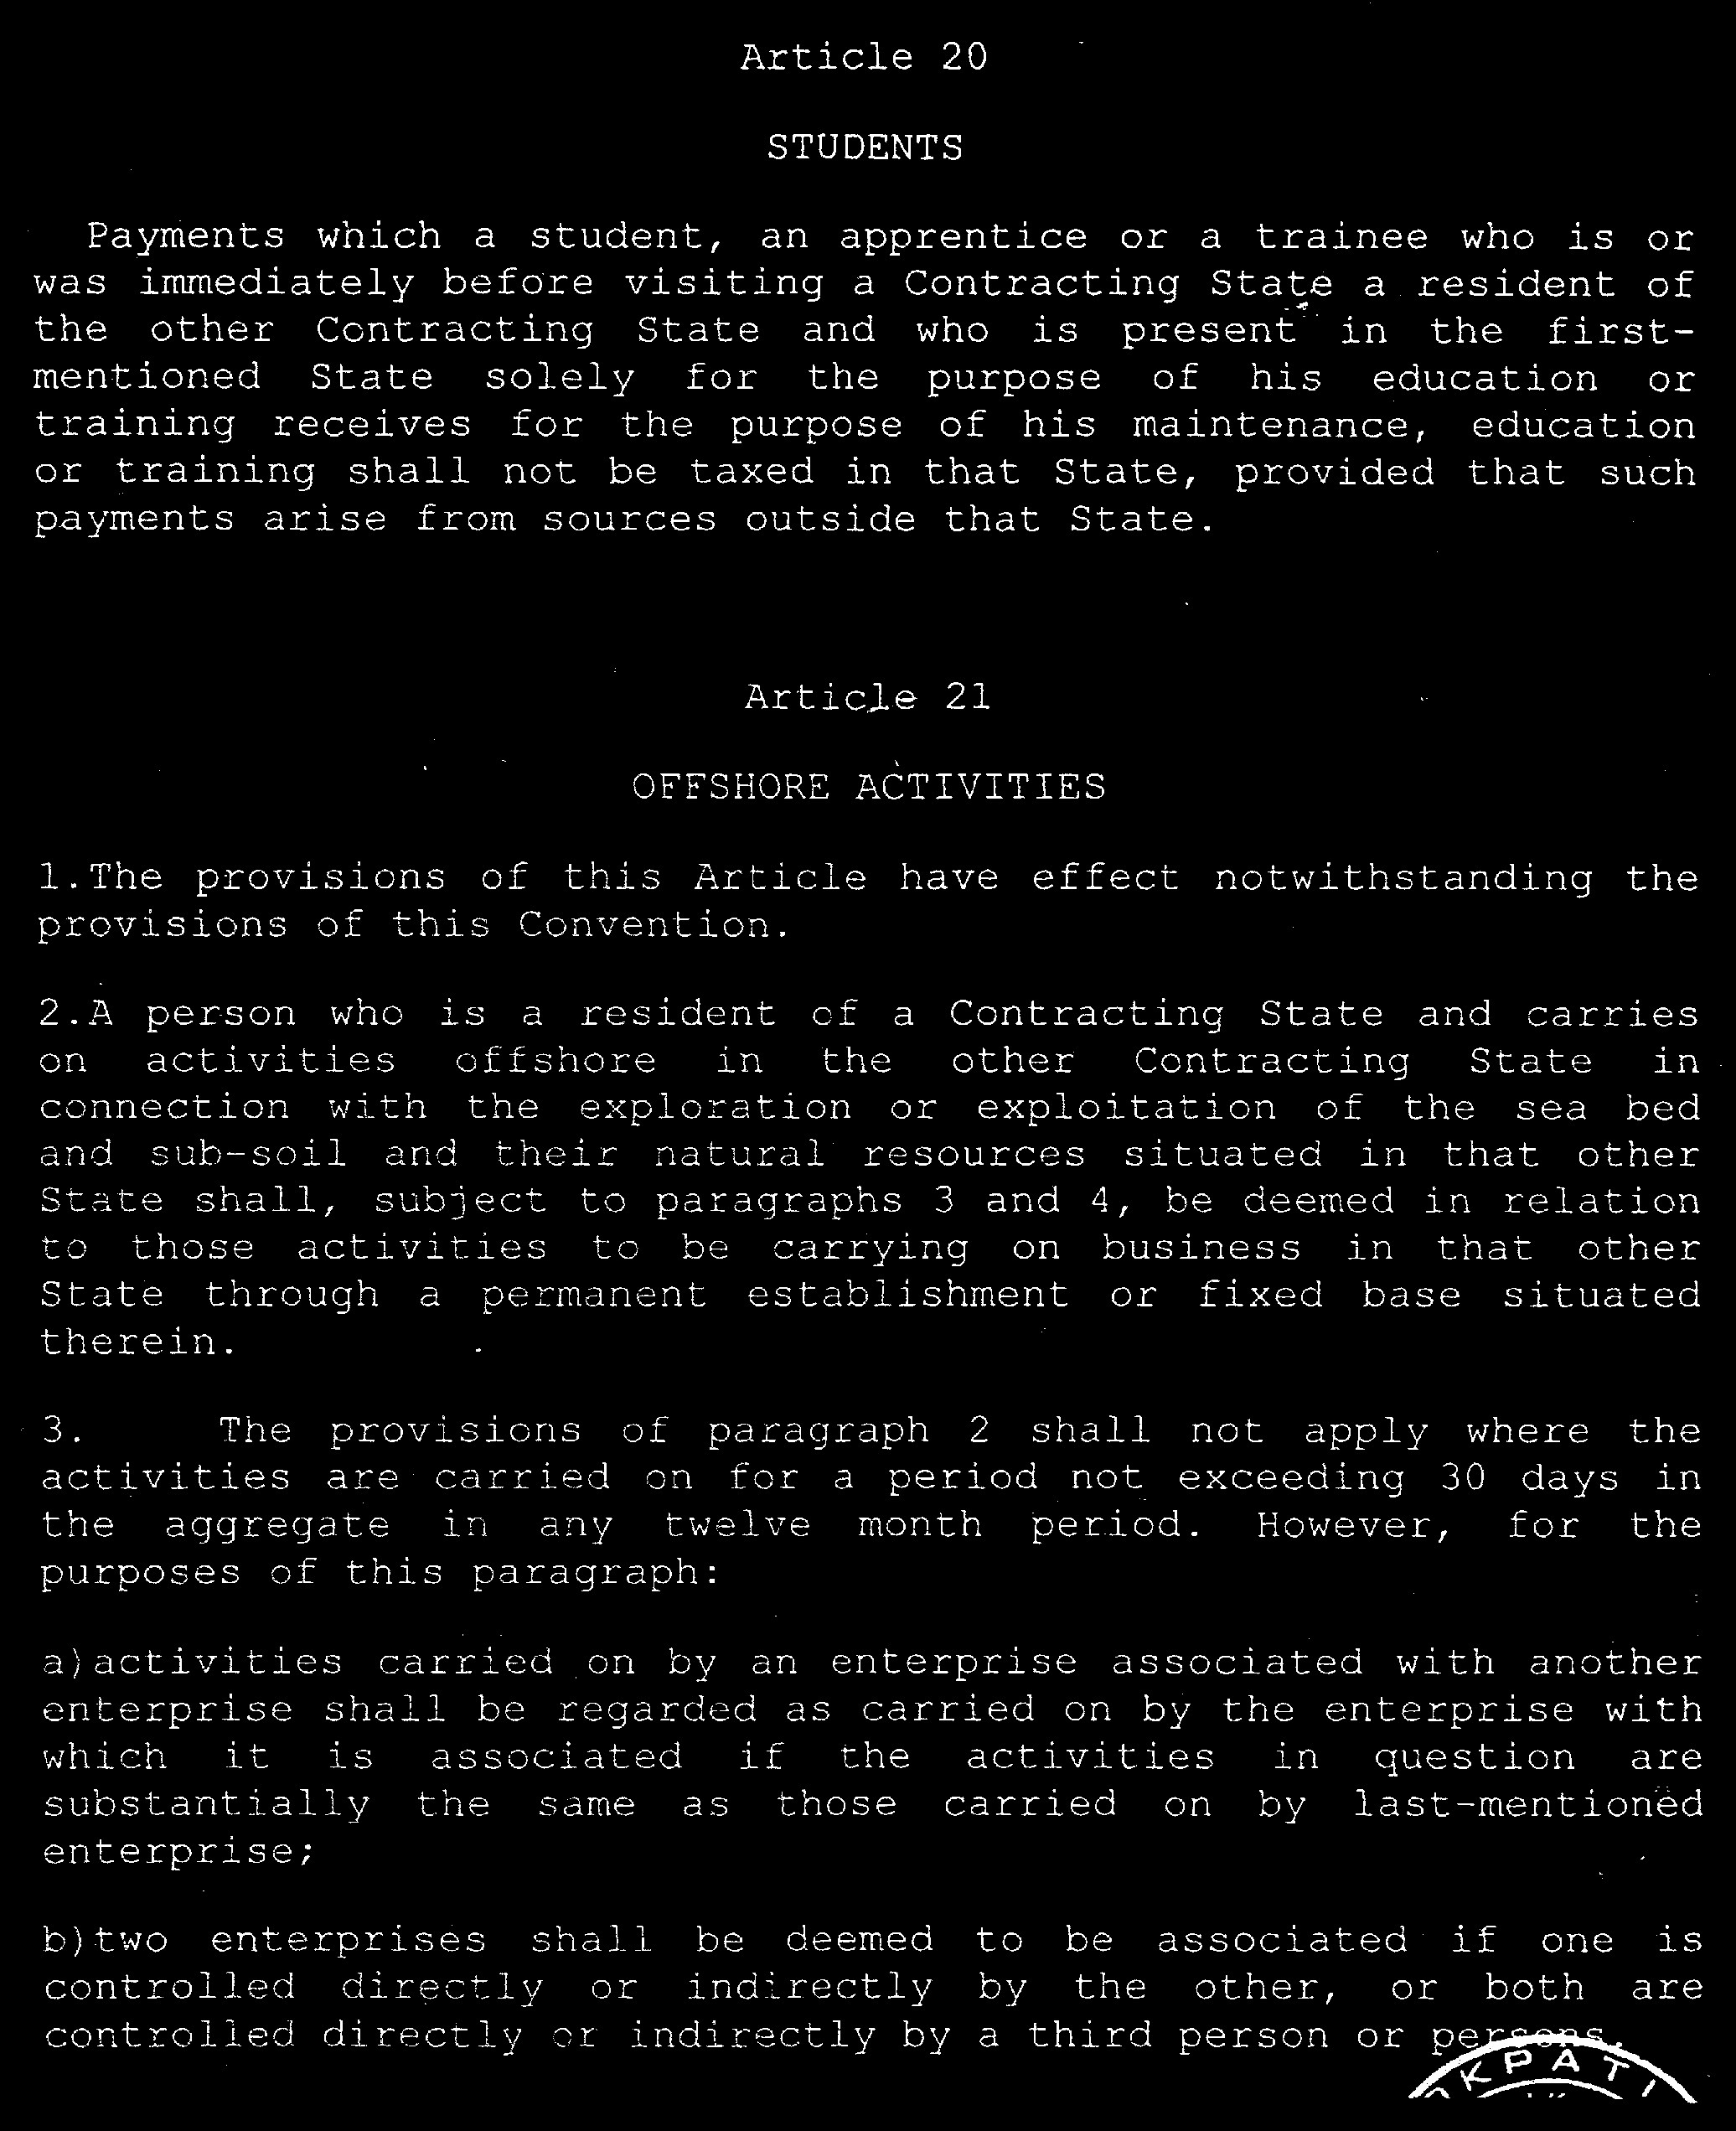 Article 20
STUDENTS
Payments which a student, an apprentice or a trainee who is or
was immediately before visiting a Contracting State a resident of
the other Contracting State and who is present in the first-
mentioned State solely for the purpose of his education or
training receives for the purpose of his maintenance, education
or training shall not be taxed in that State, provided that such
payments arise from sources outside that State.
Article 21
OFFSHORE ACTIVITIES
1.The provisions of this Article have effect notwithstanding the
provisions of this Convention.
2.A person who is a resident of a Contracting State and carries
on activities offshore in the other Contracting State in
connection with the exploration or exploitation of the sea bed
and sub-soil and their natural resources situated in that other
State shall, subject to paragraphs 3 and 4, be deemed in relation
to those activities to be carrying on business in that other
State through a permanent establishment or fixed base situated
therein.
3. The provisions of paragraph 2 shall not apply where the
activities are carried on for a period not exceeding 30 days in
the aggregate in any twelve month period. However, for the
purposes of this paragraph:
a)activities carried on by an enterprise associated with another
enterprise shall be regarded as carried on by the enterprise with
which it is associated if the activities in question are
substantially the same as those carried on by last-mentioned
enterprise;
b)two enterprises shall be deemed to be associated if one is
controlled directly or indirectly by the other, or both are
controlled directly or indirectly by a third person or persons.